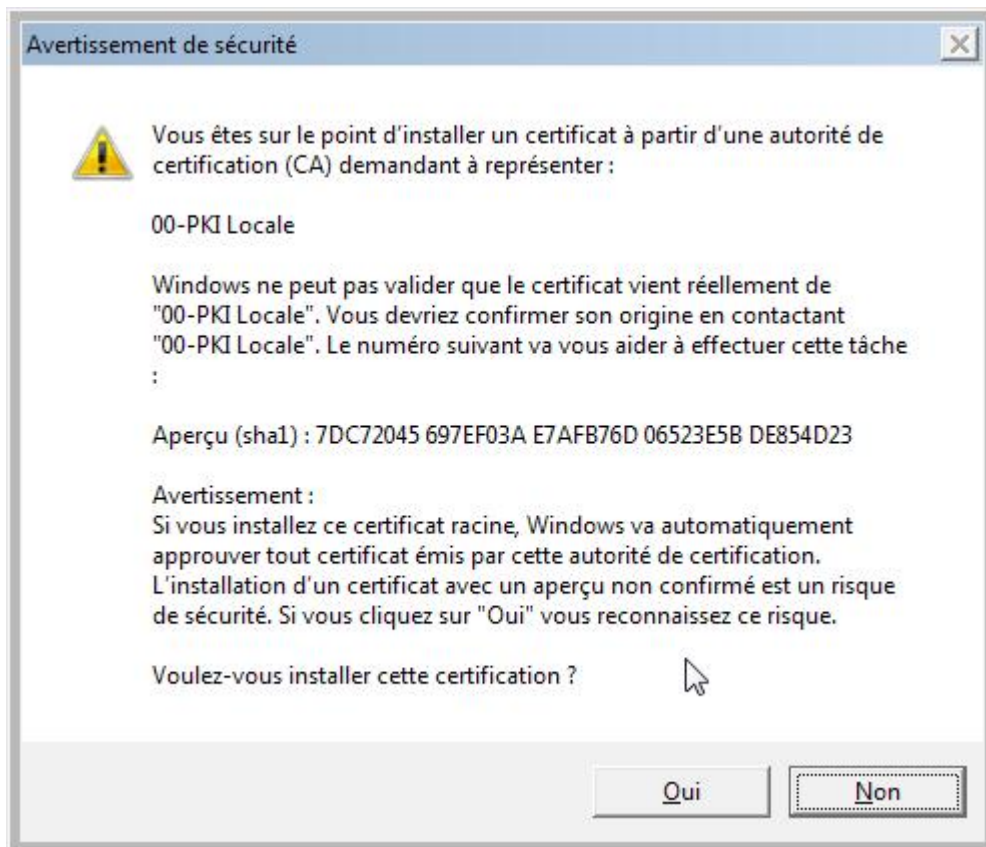 Avertissement de sécurité
Vous êtes sur le point d'installer un certificat à partir d'une autorité de
certification (CA) demandant à représenter :
00-PKI Locale
Windows ne peut pas valider que le certificat vient réellement de
"00-PKI Locale". Vous devriez confirmer son origine en contactant
"00-PKI Locale". Le numéro suivant va vous aider à effectuer cette tâche
:
Aperçu (sha1) : 7DC72045 697EF03A E7AFB76D 06523E5B DE854D23
Avertissement :
Si vous installez ce certificat racine, Windows va automatiquement
approuver tout certificat émis par cette autorité de certification.
L'installation d'un certificat avec un aperçu non confirmé est un risque
de sécurité. Si vous cliquez sur "Oui" vous reconnaissez ce risque.
Voulez-vous installer cette certification ?
Oui Non